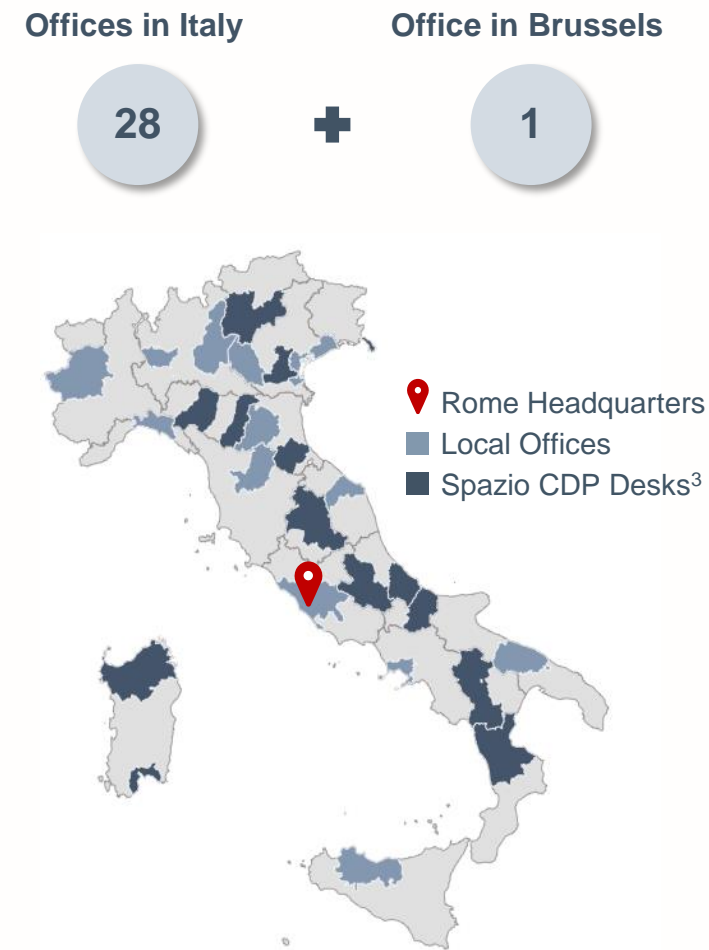 Offices in Italy
Office in Brussels
28
1
Rome Headquarters
Local Offices
Spazio CDP Desks³